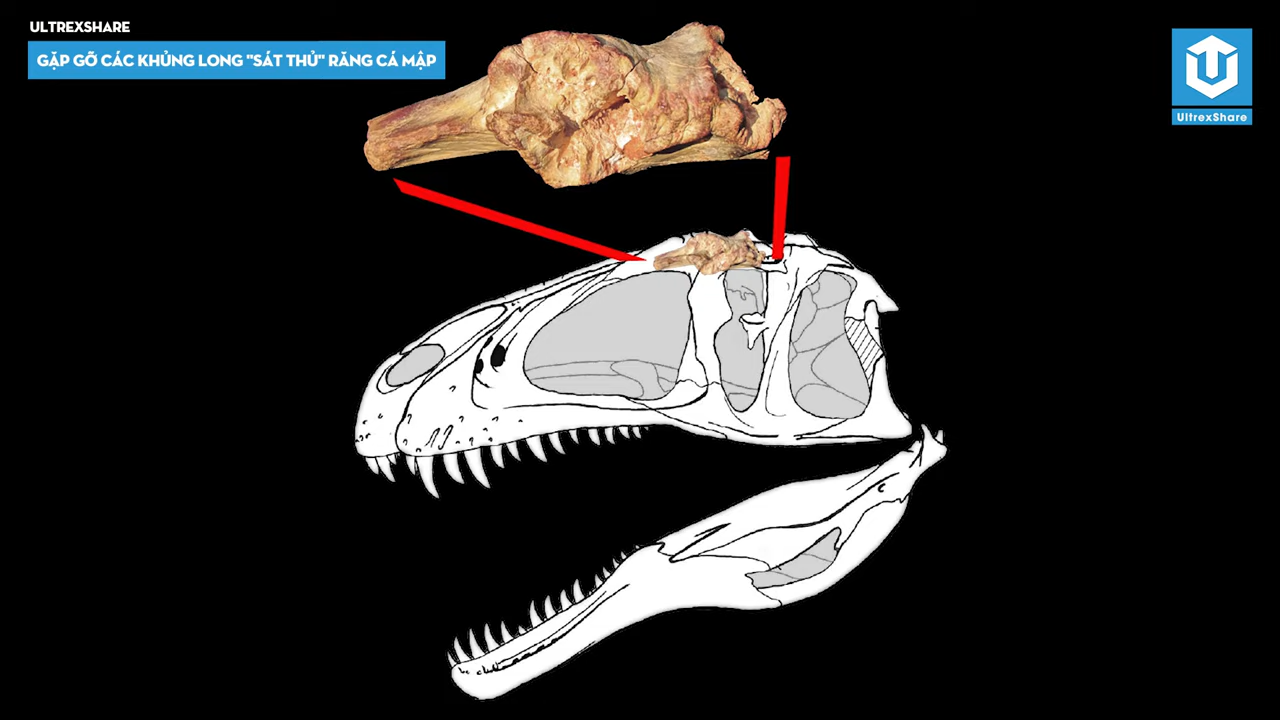 ULTREXSHARE
GẶP GỠ CÁC KHỦNG LONG "SÁT THỦ" RĂNG CÁ MẬP
UltrexShare